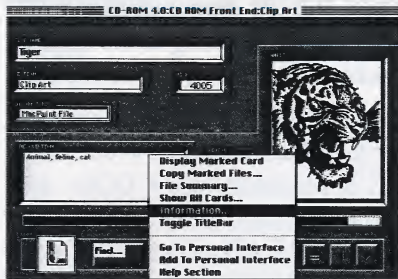 CD-ROM 4.0:CD ROM Front End:Clip Art
Tiger
Clip Art
4005
MacPaint File
Animal, feline, cat
Display Marked Card
Copy Marked Files...
File Summary...
Show All Cards...
Information...
Toggle TitleBar
Go To Personal Interface
Add To Personal Interface
Help Section
Find...